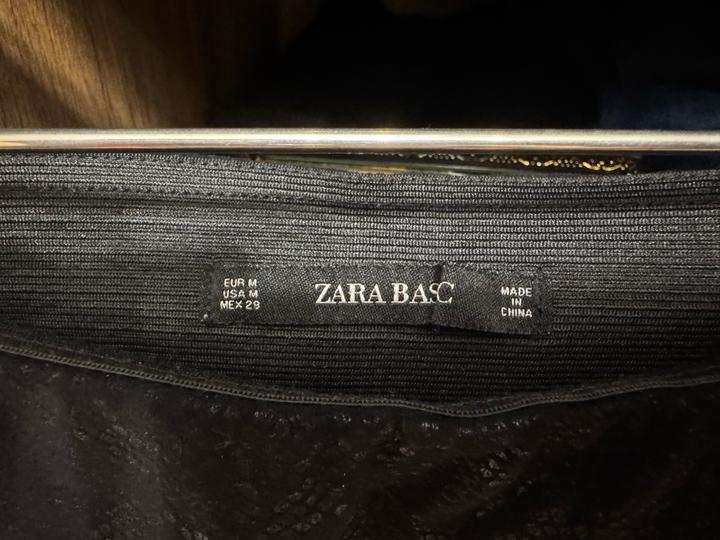 EUR M
USA M
MEX 29
ZARA BASC
MADE
IN
CHINA